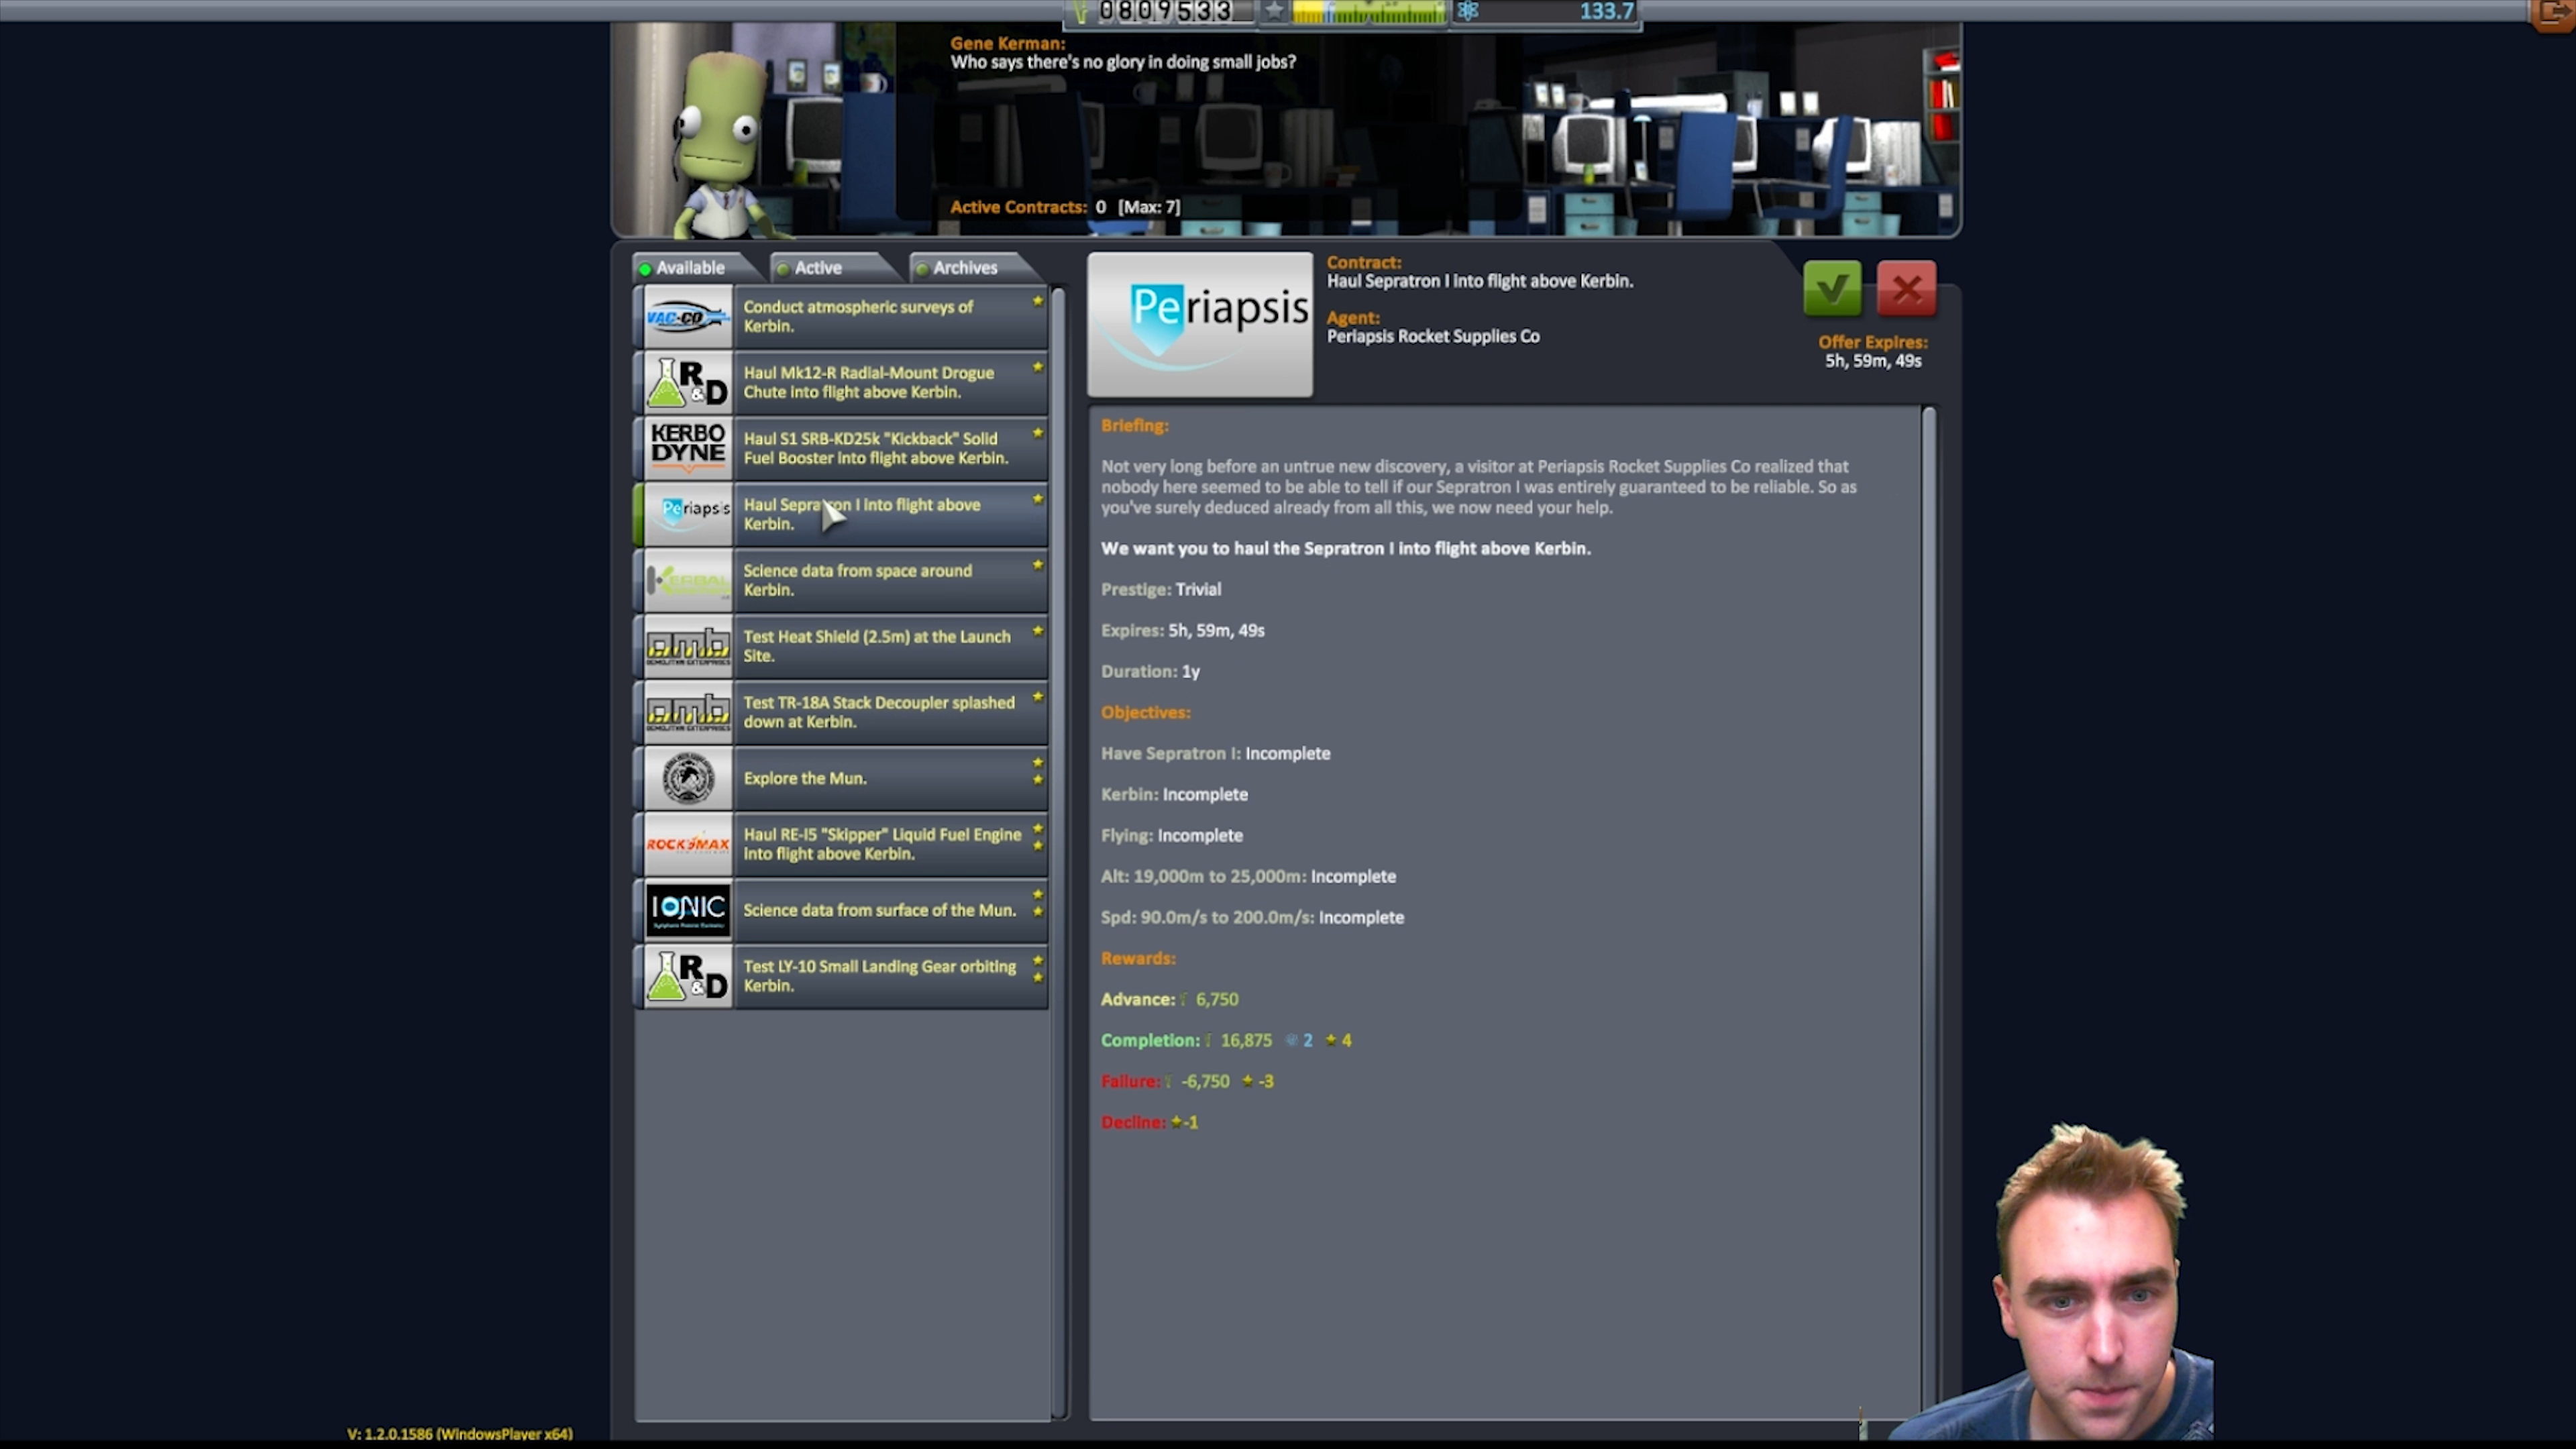 0809533
133.7
Gene Kerman:
Who says there's no glory in doing small jobs?
Active Contracts: 0 [Max: 7]
Available
Active
Archives
VAC-CO
Conduct atmospheric surveys of
Kerbin.
R&D
Haul Mk12-R Radial-Mount Drogue
Chute into flight above Kerbin.
KERBO
DYNE
Haul S1 SRB-KD25k "Kickback" Solid
Fuel Booster into flight above Kerbin.
Periapsis
Haul Sepratron I into flight above
Kerbin.
KERBAL
Science data from space around
Kerbin.
Test Heat Shield (2.5m) at the Launch
Site.
Test TR-18A Stack Decoupler splashed
down at Kerbin.
Explore the Mun.
ROCKOMAX
Haul RE-I5 "Skipper" Liquid Fuel Engine
into flight above Kerbin.
IONIC
Science data from surface of the Mun.
R&D
Test LY-10 Small Landing Gear orbiting
Kerbin.
Periapsis
Contract:
Haul Sepratron I into flight above Kerbin.
Agent:
Periapsis Rocket Supplies Co
Offer Expires:
5h, 59m, 49s
Briefing:
Not very long before an untrue new discovery, a visitor at Periapsis Rocket Supplies Co realized that
nobody here seemed to be able to tell if our Sepratron I was entirely guaranteed to be reliable. So as
you've surely deduced already from all this, we now need your help.
We want you to haul the Sepratron I into flight above Kerbin.
Prestige: Trivial
Expires: 5h, 59m, 49s
Duration: 1y
Objectives:
Have Sepratron I: Incomplete
Kerbin: Incomplete
Flying: Incomplete
Alt: 19,000m to 25,000m: Incomplete
Spd: 90.0m/s to 200.0m/s: Incomplete
Rewards:
Advance: 6,750
Completion: 16,875 2 4
Failure: -6,750 -3
Decline: -1
V: 1.2.0.1586 (WindowsPlayer x64)